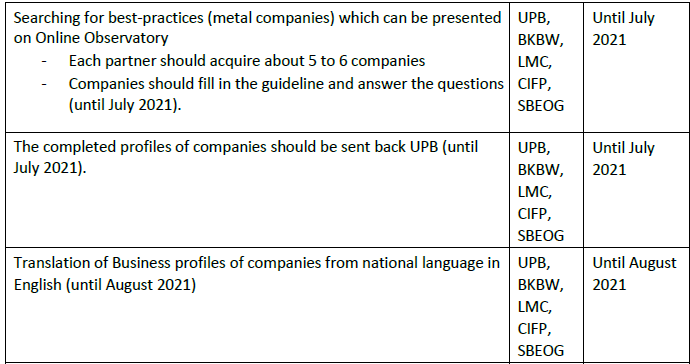 Searching for best-practices (metal companies) which can be presented
on Online Observatory
- Each partner should acquire about 5 to 6 companies
- Companies should fill in the guideline and answer the questions
(until July 2021).
UPB,
BKBW,
LMC,
CIFP,
SBEOG
Until July
2021
The completed profiles of companies should be sent back UPB (until
July 2021).
UPB,
BKBW,
LMC,
CIFP,
SBEOG
Until July
2021
Translation of Business profiles of companies from national language in
English (until August 2021)
UPB,
BKBW,
LMC,
CIFP,
SBEOG
Until August
2021